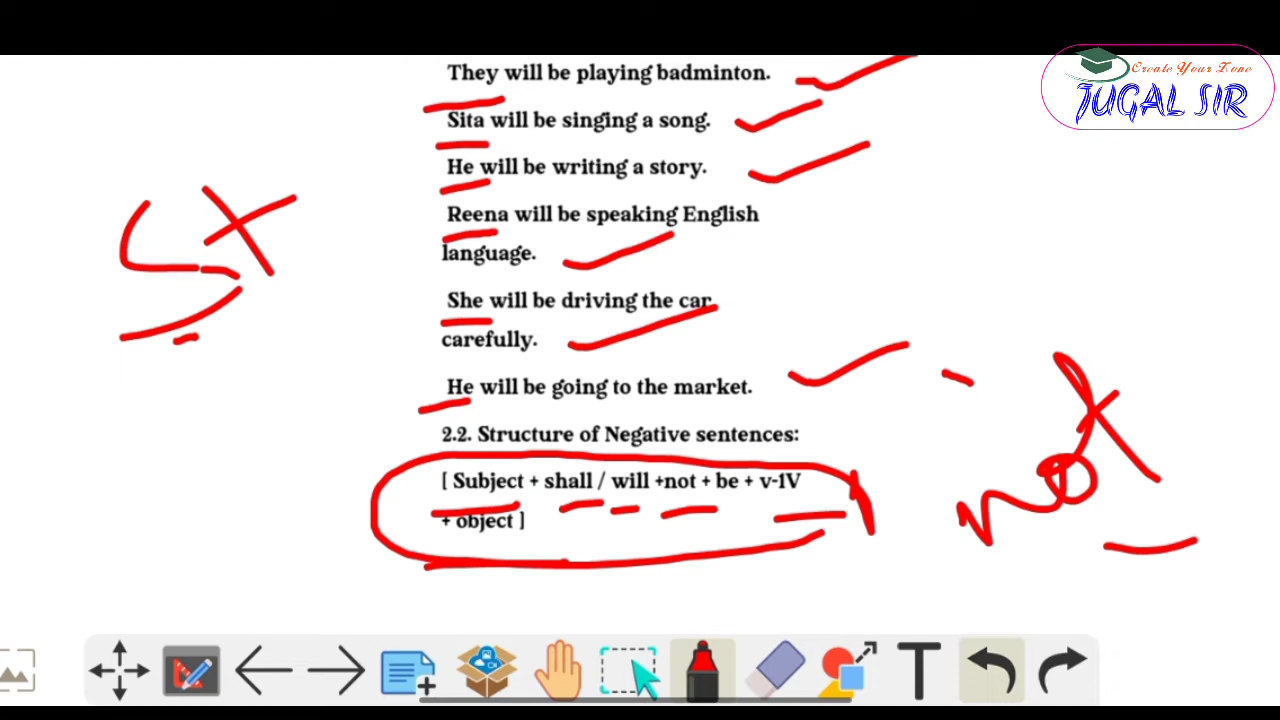 They will be playing badminton.
Create Your Zone
JUGAL SIR
Sita will be singing a song.
He will be writing a story.
Reena will be speaking English
language.
She will be driving the car
carefully.
He will be going to the market.
2.2. Structure of Negative sentences:
[ Subject + shall / will +not + be + v-1V
+ object ]
not
T